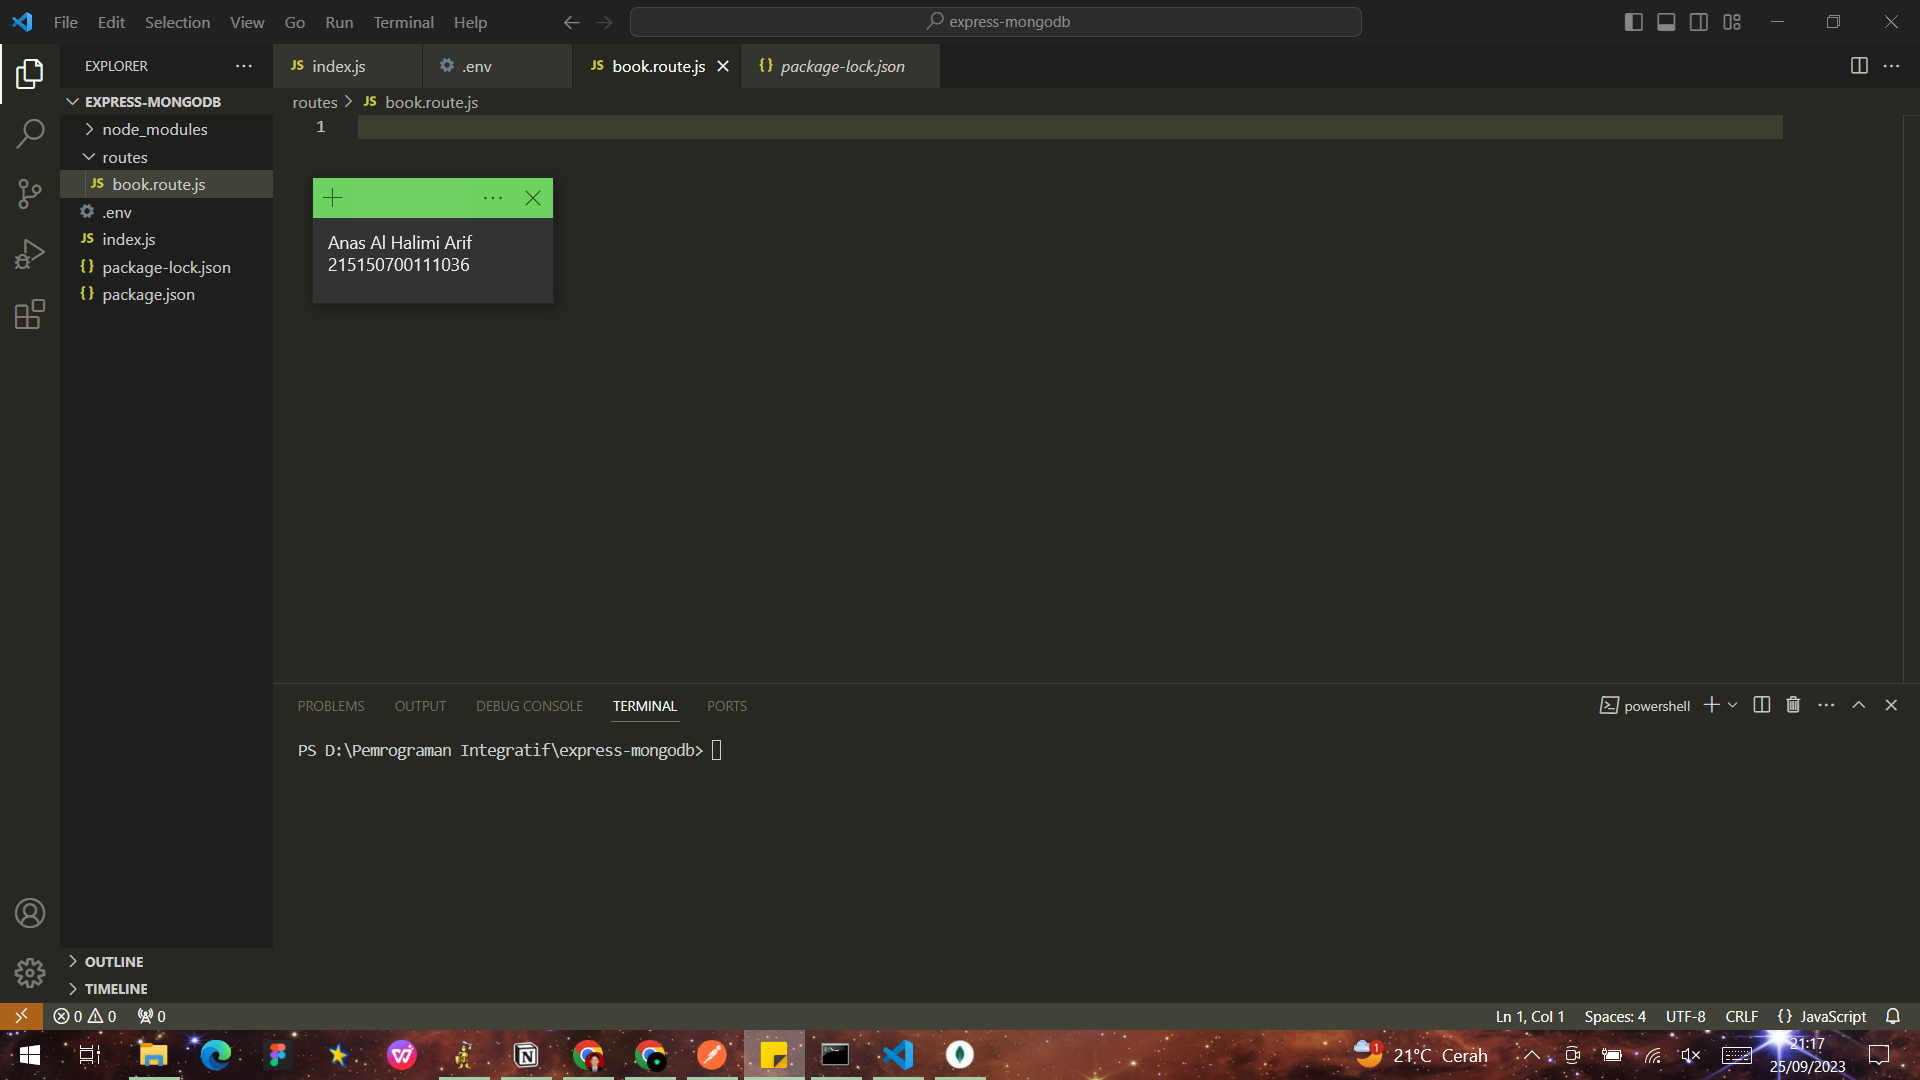 File Edit Selection View Go Run Terminal Help
express-mongodb
EXPLORER
index.js
.env
book.route.js
package-lock.json
EXPRESS-MONGODB
node_modules
routes
book.route.js
.env
index.js
package-lock.json
package.json
routes > JS book.route.js
1
Anas Al Halimi Arif
215150700111036
PROBLEMS OUTPUT DEBUG CONSOLE TERMINAL PORTS
powershell
PS D:\Pemrograman Integratif\express-mongodb>
OUTLINE
TIMELINE
0 0 0
Ln 1, Col 1 Spaces: 4 UTF-8 CRLF {} JavaScript
1 21°C Cerah
21:17
25/09/2023